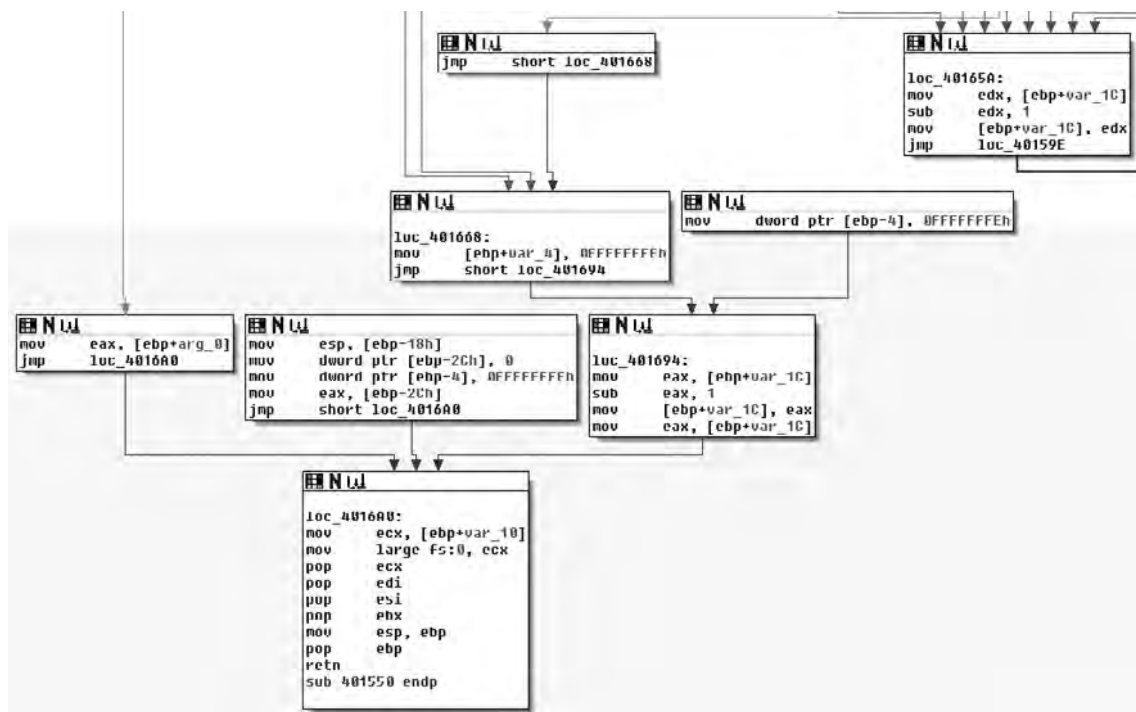 jmp short loc_401668
loc_40165A:
mov edx, [ebp+var_1C]
sub edx, 1
mov [ebp+var_1C], edx
jmp loc_40159E
loc_401668:
mov [ebp+var_4], 0FFFFFFFEh
jmp short loc_401694
mov dword ptr [ebp-4], 0FFFFFFFEh
mov eax, [ebp+arg_0]
jmp loc_4016A0
mov esp, [ebp-18h]
mov dword ptr [ebp-2Ch], 0
mov dword ptr [ebp-4], 0FFFFFFFEh
mov eax, [ebp-2Ch]
jmp short loc_4016A0
loc_401694:
mov eax, [ebp+var_1C]
sub eax, 1
mov [ebp+var_1C], eax
mov eax, [ebp+var_1C]
loc_4016A0:
mov ecx, [ebp+var_10]
mov large fs:0, ecx
pop ecx
pop edi
pop esi
pop ebx
mov esp, ebp
pop ebp
retn
sub_401550 endp